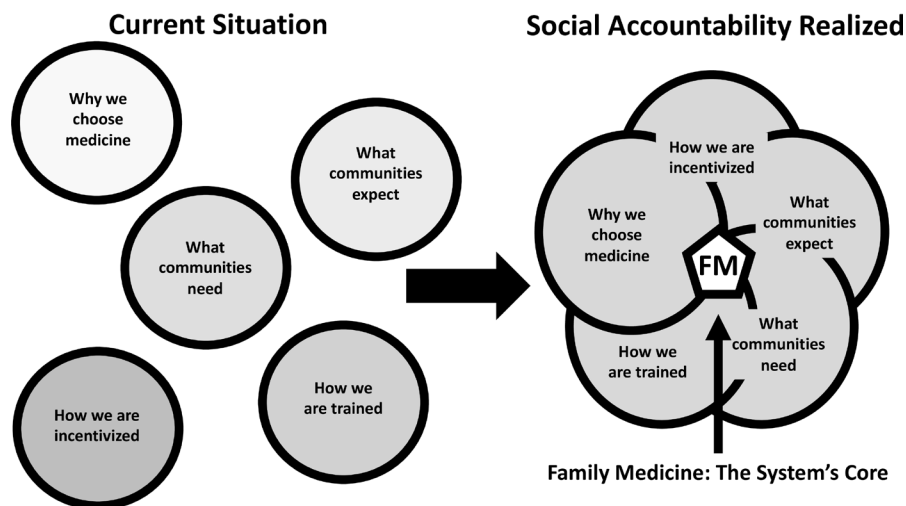 Current Situation
Why we
choose
medicine
What
communities
expect
What
communities
need
How we are
incentivized
How we
are trained
Social Accountability Realized
How we are
incentivized
Why we
choose
medicine
What
communities
expect
FM
How we
are trained
What
communities
need
Family Medicine: The System’s Core